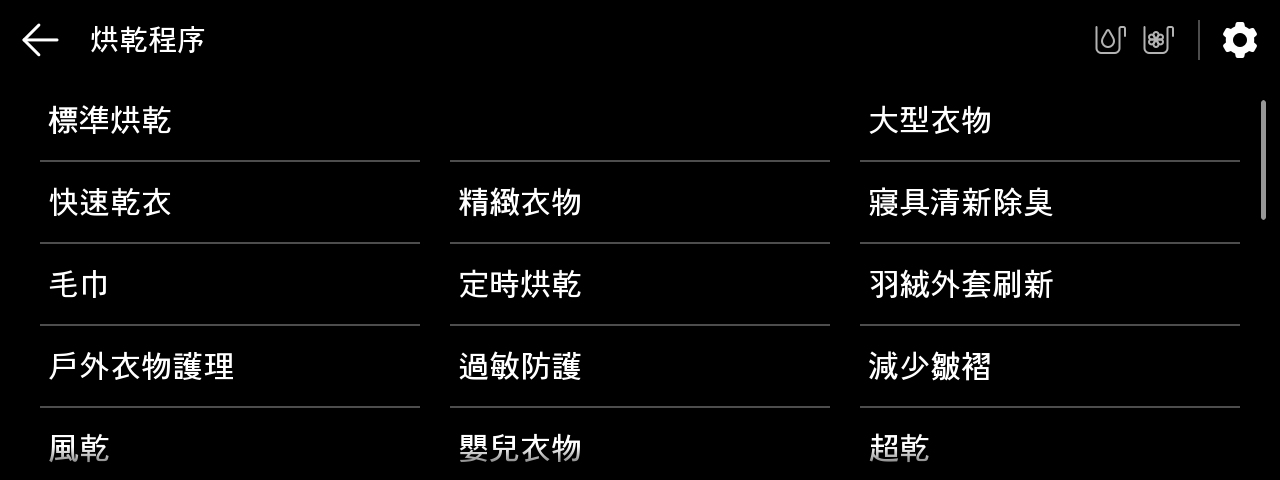 烘乾程序
標準烘乾
大型衣物
快速乾衣
精緻衣物
寢具清新除臭
毛巾
定時烘乾
羽絨外套刷新
戶外衣物護理
過敏防護
減少皺褶
風乾
嬰兒衣物
超乾